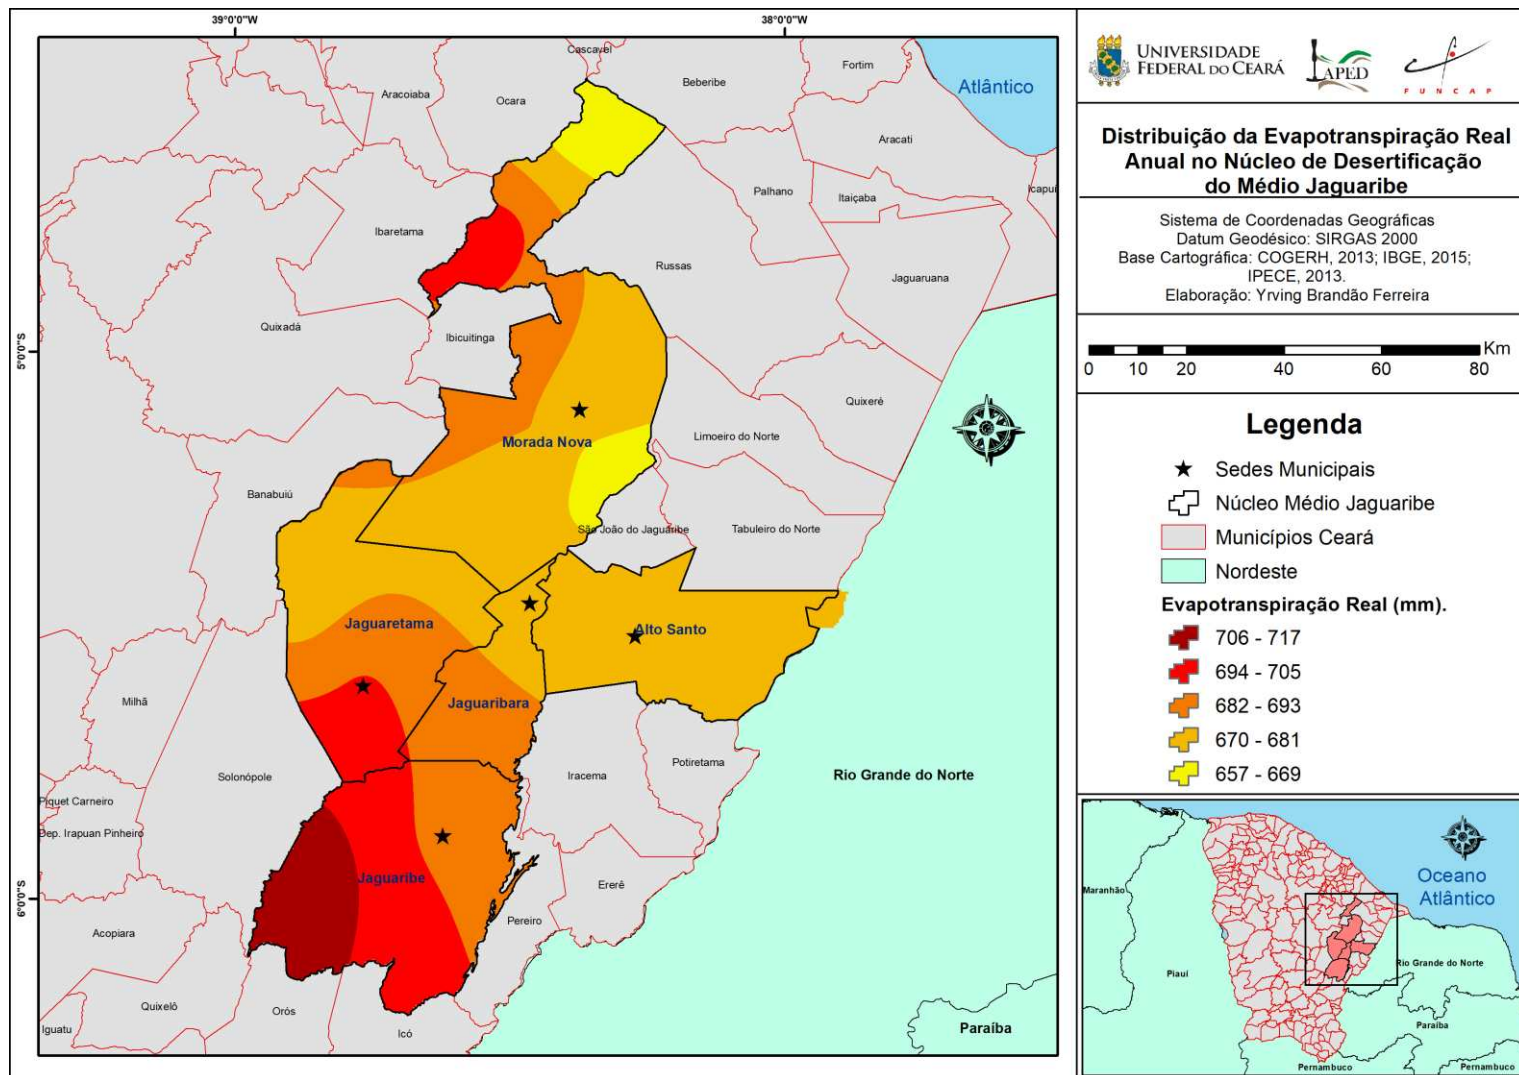 39°0'0"W
38°0'0"W
5°0'0"S
6°0'0"S
Cascavel
Beberibe
Fortim
Atlântico
Aracoiaba
Ocara
Aracati
Palhano
Itaiçaba
Icapuí
Ibaretama
Russas
Jaguaruana
Quixadá
Ibicuitinga
Quixeré
Morada Nova
Limoeiro do Norte
Banabuiú
São João do Jaguaribe
Tabuleiro do Norte
Jaguaretama
Alto Santo
Milhã
Jaguaribara
Solonópole
Iracema
Potiretama
Rio Grande do Norte
Piquet Carneiro
Dep. Irapuan Pinheiro
Jaguaribe
Ererê
Pereiro
Acopiara
Quixelô
Orós
Iguatu
Icó
Paraíba
UNIVERSIDADE
FEDERAL DO CEARÁ
LAPED
FUNCAP
Distribuição da Evapotranspiração Real
Anual no Núcleo de Desertificação
do Médio Jaguaribe
Sistema de Coordenadas Geográficas
Datum Geodésico: SIRGAS 2000
Base Cartográfica: COGERH, 2013; IBGE, 2015;
IPECE, 2013.
Elaboração: Yrving Brandão Ferreira
Km
0 10 20 40 60 80
Legenda
Sedes Municipais
Núcleo Médio Jaguaribe
Municípios Ceará
Nordeste
Evapotranspiração Real (mm).
706 - 717
694 - 705
682 - 693
670 - 681
657 - 669
Oceano
Atlântico
Maranhão
Piauí
Rio Grande do Norte
Paraíba
Pernambuco
Pernambuco